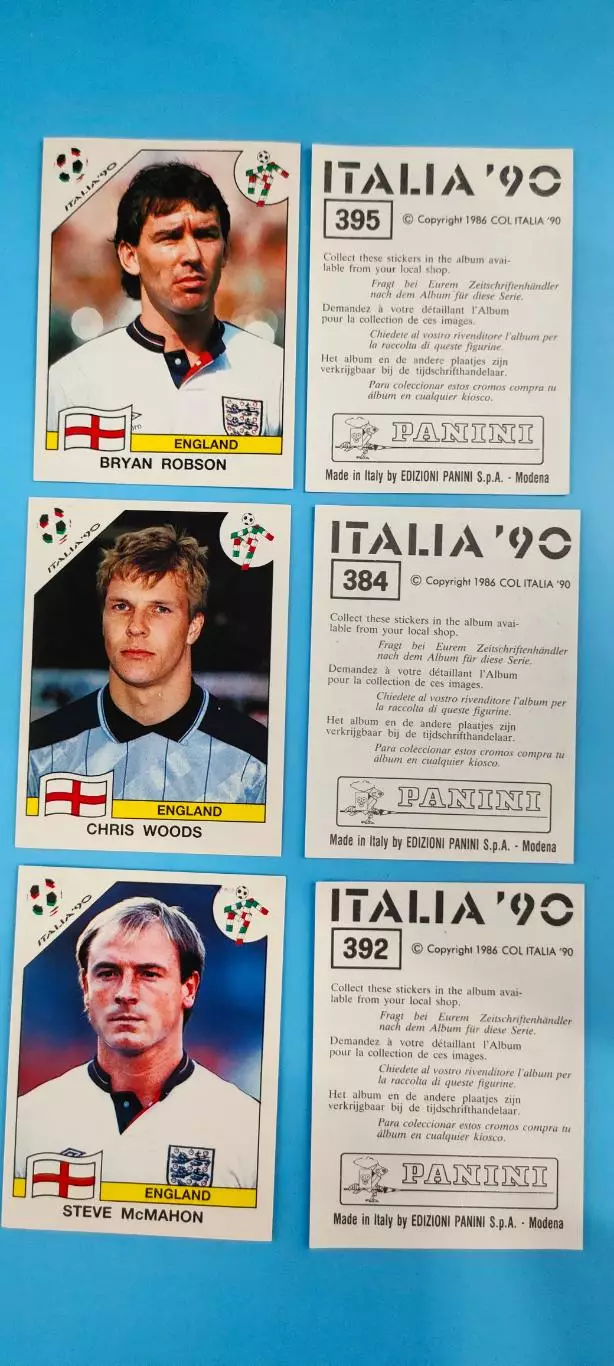 ITALIA'90
ENGLAND
BRYAN ROBSON
ITALIA '90
395 © Copyright 1986 COL ITALIA '90
Collect these stickers in the album avai-
lable from your local shop.
Fragt bei Eurem Zeitschriftenhändler
nach dem Album für diese Serie.
Demandez à votre détaillant l'Album
pour la collection de ces images.
Chiedete al vostro rivenditore l'album per
la raccolta di queste figurine.
Het album en de andere plaatjes zijn
verkrijgbaar bij de tijdschrifthandelaar.
Para coleccionar estos cromos compra tu
álbum en cualquier kiosco.
PANINI
Made in Italy by EDIZIONI PANINI S.p.A. - Modena
ITALIA'90
ENGLAND
CHRIS WOODS
ITALIA '90
384 © Copyright 1986 COL ITALIA '90
Collect these stickers in the album avai-
lable from your local shop.
Fragt bei Eurem Zeitschriftenhändler
nach dem Album für diese Serie.
Demandez à votre détaillant l'Album
pour la collection de ces images.
Chiedete al vostro rivenditore l'album per
la raccolta di queste figurine.
Het album en de andere plaatjes zijn
verkrijgbaar bij de tijdschrifthandelaar.
Para coleccionar estos cromos compra tu
álbum en cualquier kiosco.
PANINI
Made in Italy by EDIZIONI PANINI S.p.A. - Modena
ITALIA'90
ENGLAND
STEVE McMAHON
ITALIA '90
392 © Copyright 1986 COL ITALIA '90
Collect these stickers in the album avai-
lable from your local shop.
Fragt bei Eurem Zeitschriftenhändler
nach dem Album für diese Serie.
Demandez à votre détaillant l'Album
pour la collection de ces images.
Chiedete al vostro rivenditore l'album per
la raccolta di queste figurine.
Het album en de andere plaatjes zijn
verkrijgbaar bij de tijdschrifthandelaar.
Para coleccionar estos cromos compra tu
álbum en cualquier kiosco.
PANINI
Made in Italy by EDIZIONI PANINI S.p.A. - Modena